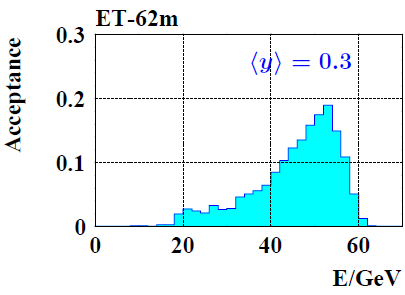 ET-62m
Acceptance
0.3
⟨y⟩ = 0.3
0.2
0.1
0
0 20 40 60
E/GeV